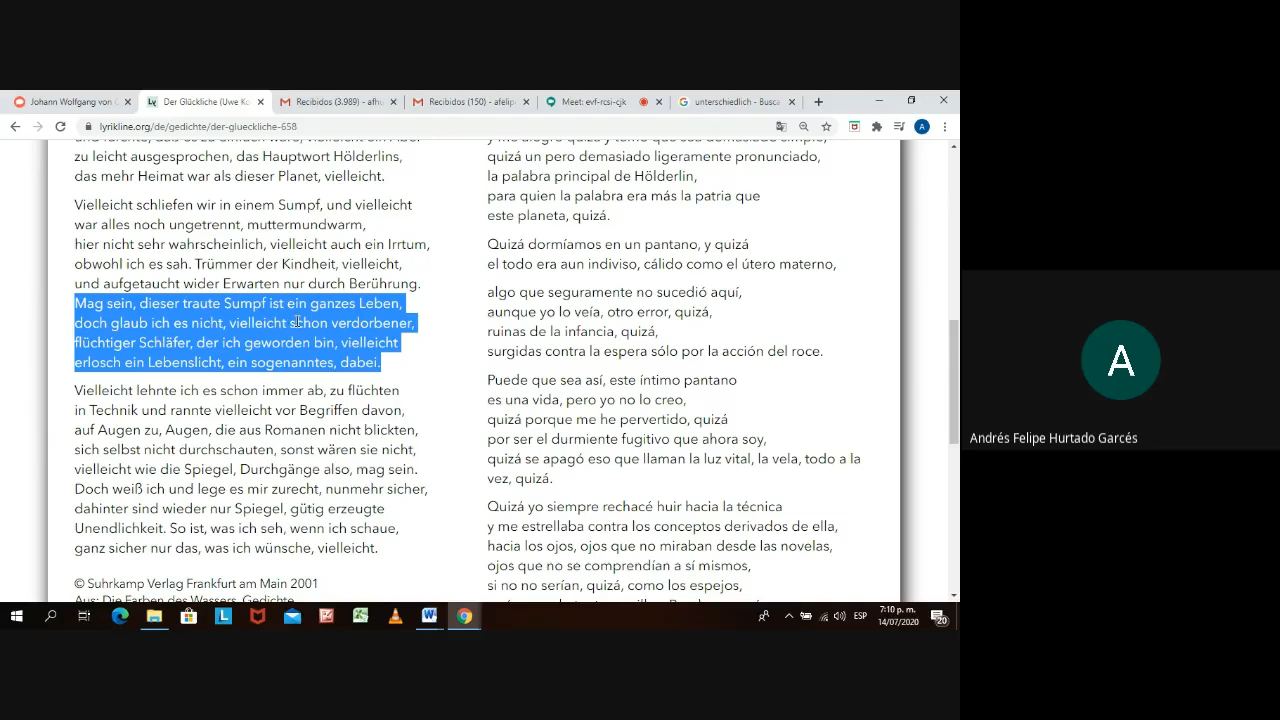 Johann Wolfgang von G
Der Glückliche (Uwe Ko
Recibidos (3.989) - afhu
Recibidos (150) - afelip
Meet: evf-rcsi-cjk
unterschiedlich - Busca
lyrikline.org/de/gedichte/der-glueckliche-658
zu leicht ausgesprochen, das Hauptwort Hölderlins,
das mehr Heimat war als dieser Planet, vielleicht.
Vielleicht schliefen wir in einem Sumpf, und vielleicht
war alles noch ungetrennt, muttermundwarm,
hier nicht sehr wahrscheinlich, vielleicht auch ein Irrtum,
obwohl ich es sah. Trümmer der Kindheit, vielleicht,
und aufgetaucht wider Erwarten nur durch Berührung.
Mag sein, dieser traute Sumpf ist ein ganzes Leben,
doch glaub ich es nicht, vielleicht schon verdorbener,
flüchtiger Schläfer, der ich geworden bin, vielleicht
erlosch ein Lebenslicht, ein sogenanntes, dabei.
Vielleicht lehnte ich es schon immer ab, zu flüchten
in Technik und rannte vielleicht vor Begriffen davon,
auf Augen zu, Augen, die aus Romanen nicht blickten,
sich selbst nicht durchschauten, sonst wären sie nicht,
vielleicht wie die Spiegel, Durchgänge also, mag sein.
Doch weiß ich und lege es mir zurecht, nunmehr sicher,
dahinter sind wieder nur Spiegel, gütig erzeugte
Unendlichkeit. So ist, was ich seh, wenn ich schaue,
ganz sicher nur das, was ich wünsche, vielleicht.
© Suhrkamp Verlag Frankfurt am Main 2001
Aus: Die Farben des Wassers. Gedichte
quizá un pero demasiado ligeramente pronunciado,
la palabra principal de Hölderlin,
para quien la palabra era más la patria que
este planeta, quizá.
Quizá dormíamos en un pantano, y quizá
el todo era aun indiviso, cálido como el útero materno,
algo que seguramente no sucedió aquí,
aunque yo lo veía, otro error, quizá,
ruinas de la infancia, quizá,
surgidas contra la espera sólo por la acción del roce.
Puede que sea así, este íntimo pantano
es una vida, pero yo no lo creo,
quizá porque me he pervertido, quizá
por ser el durmiente fugitivo que ahora soy,
quizá se apagó eso que llaman la luz vital, la vela, todo a la
vez, quizá.
Quizá yo siempre rechacé huir hacia la técnica
y me estrellaba contra los conceptos derivados de ella,
hacia los ojos, ojos que no miraban desde las novelas,
ojos que no se comprendían a sí mismos,
si no no serían, quizá, como los espejos,
A
Andrés Felipe Hurtado Garcés
ESP
7:10 p. m.
14/07/2020
20